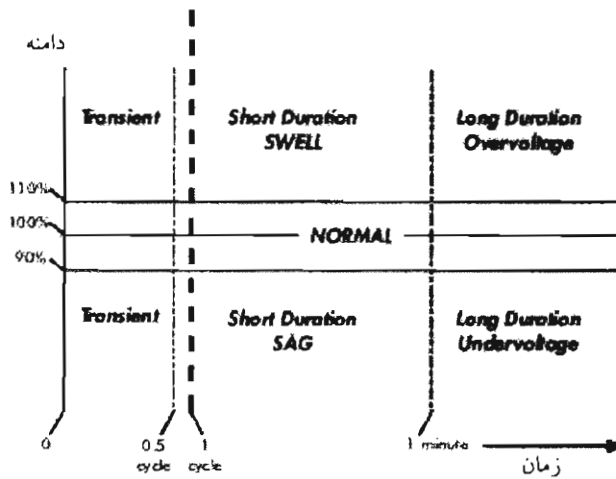 دامنه
Transient
Short Duration
SWELL
Long Duration
Overvoltage
110%
100%
NORMAL
90%
Transient
Short Duration
SAG
Long Duration
Undervoltage
0
0.5
cycle
1
cycle
1 minute
زمان